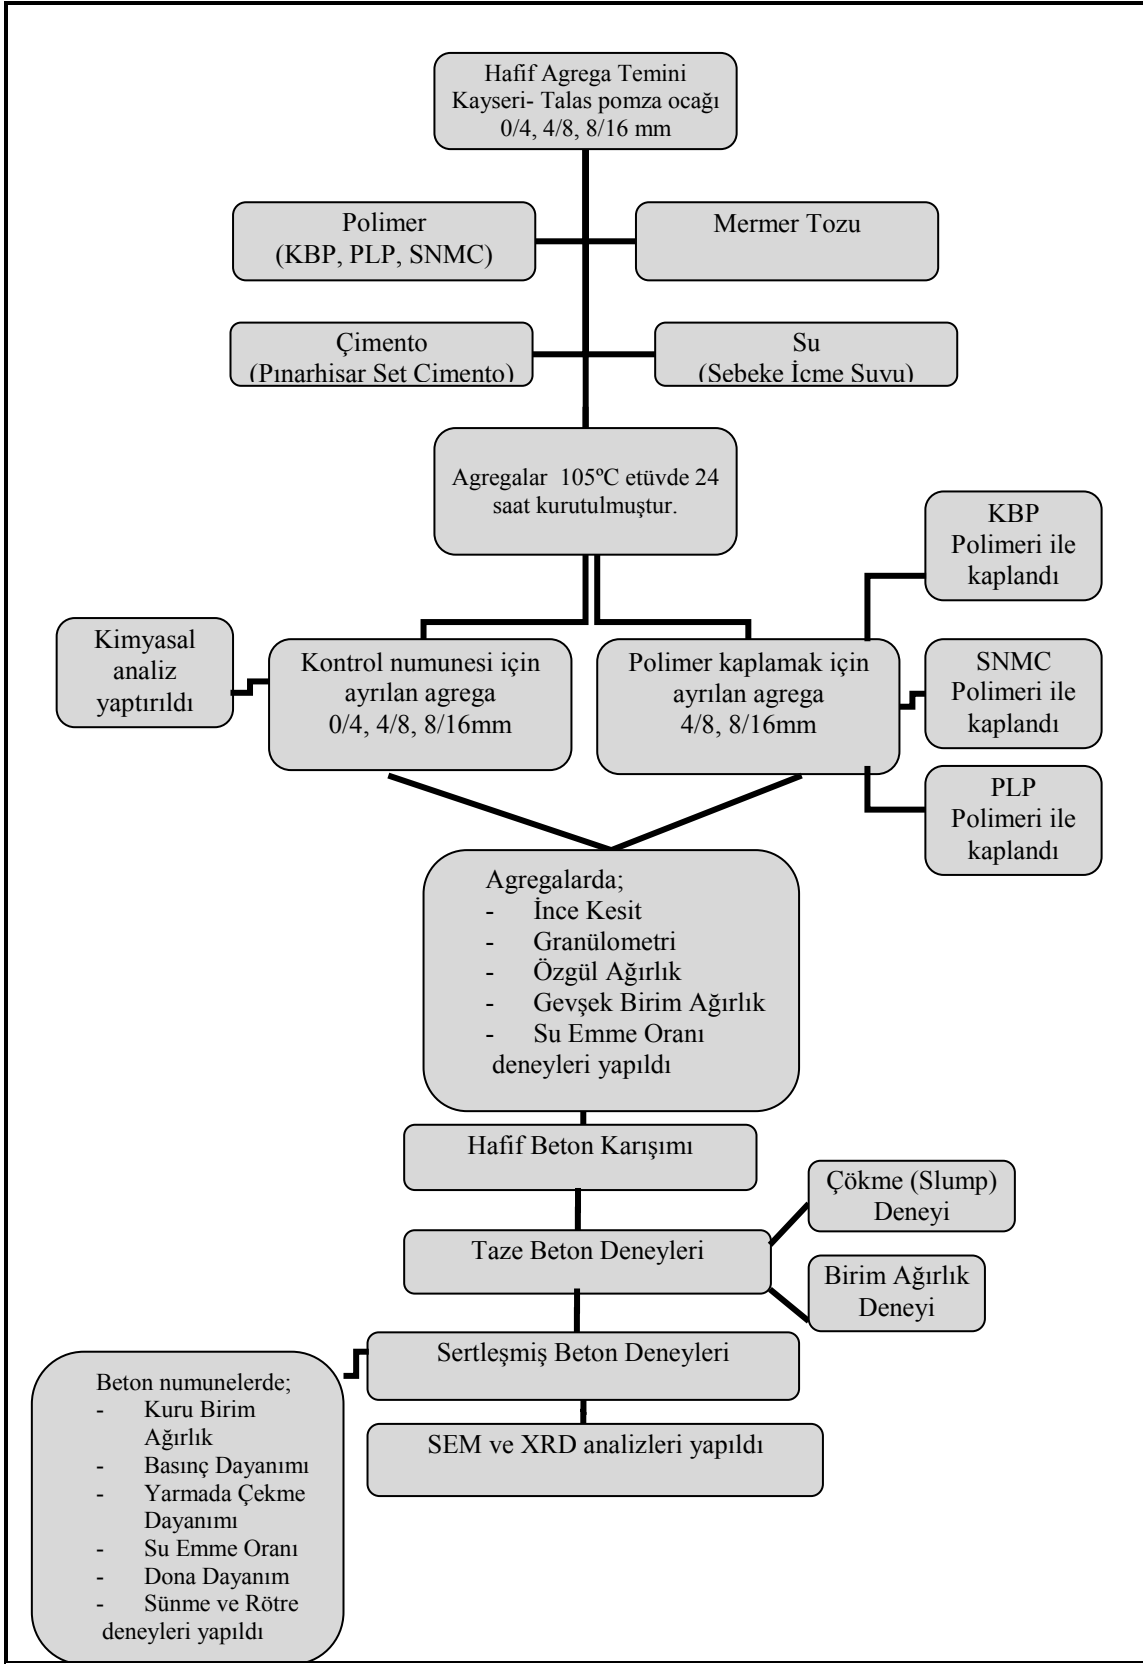 Hafif Agrega Temini
Kayseri- Talas pomza ocağı
0/4, 4/8, 8/16 mm
Polimer
(KBP, PLP, SNMC)
Mermer Tozu
Çimento
(Pınarhisar Set Cimento)
Su
(Sebeke İcme Suvu)
Agregalar 105ºC etüvde 24
saat kurutulmuştur.
KBP
Polimeri ile
kaplandı
Kimyasal
analiz
yaptırıldı
Kontrol numunesi için
ayrılan agrega
0/4, 4/8, 8/16mm
Polimer kaplamak için
ayrılan agrega
4/8, 8/16mm
SNMC
Polimeri ile
kaplandı
PLP
Polimeri ile
kaplandı
Agregalarda;
- İnce Kesit
- Granülometri
- Özgül Ağırlık
- Gevşek Birim Ağırlık
- Su Emme Oranı
deneyleri yapıldı
Hafif Beton Karışımı
Çökme (Slump)
Deneyi
Taze Beton Deneyleri
Birim Ağırlık
Deneyi
Sertleşmiş Beton Deneyleri
Beton numunelerde;
- Kuru Birim
Ağırlık
- Basınç Dayanımı
- Yarmada Çekme
Dayanımı
- Su Emme Oranı
- Dona Dayanım
- Sünme ve Rötre
deneyleri yapıldı
SEM ve XRD analizleri yapıldı